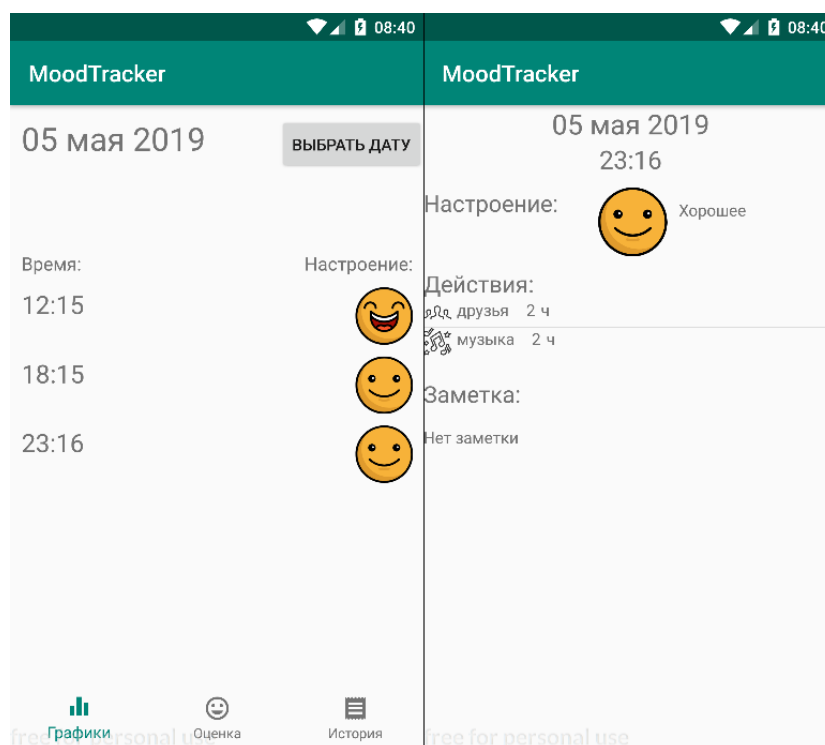 08:40
MoodTracker
05 мая 2019
ВЫБРАТЬ ДАТУ
Время:
Настроение:
12:15
18:15
23:16
Графики
Оценка
История
free for personal use
08:40
MoodTracker
05 мая 2019
23:16
Настроение:
Хорошее
Действия:
друзья 2 ч
музыка 2 ч
Заметка:
Нет заметки
free for personal use